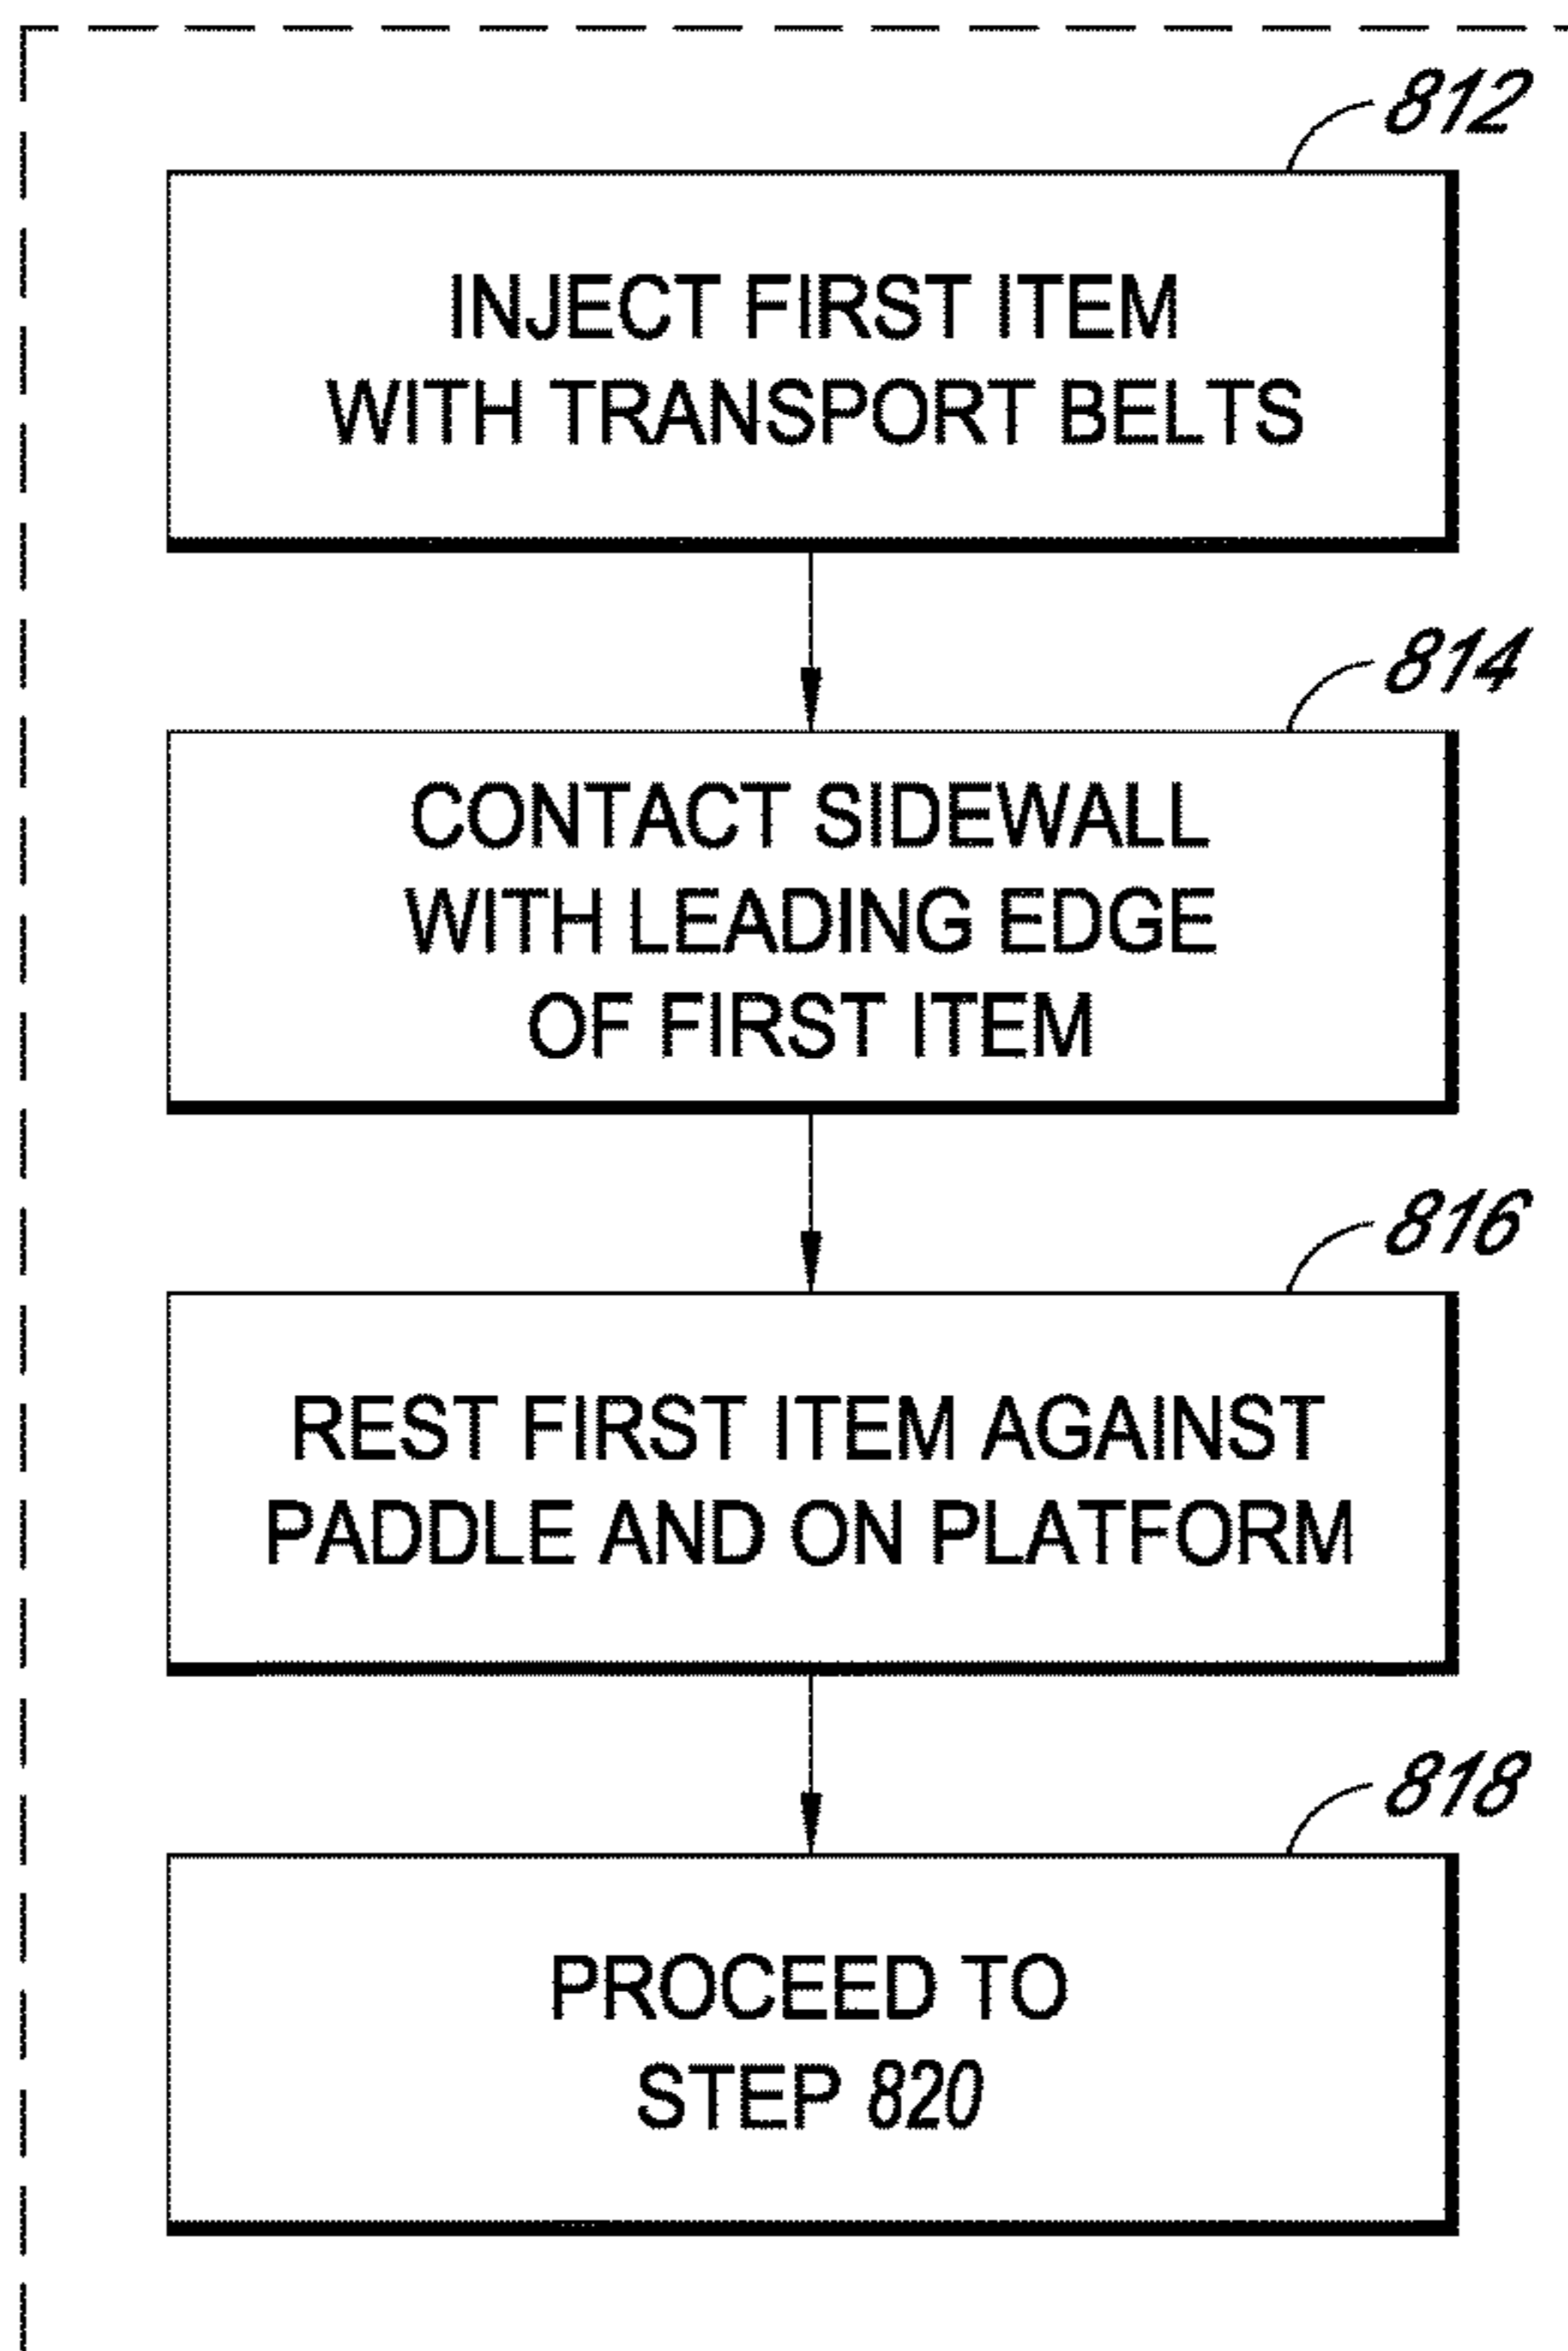 812
INJECT FIRST ITEM
WITH TRANSPORT BELTS
814
CONTACT SIDEWALL
WITH LEADING EDGE
OF FIRST ITEM
816
REST FIRST ITEM AGAINST
PADDLE AND ON PLATFORM
818
PROCEED TO
STEP 820